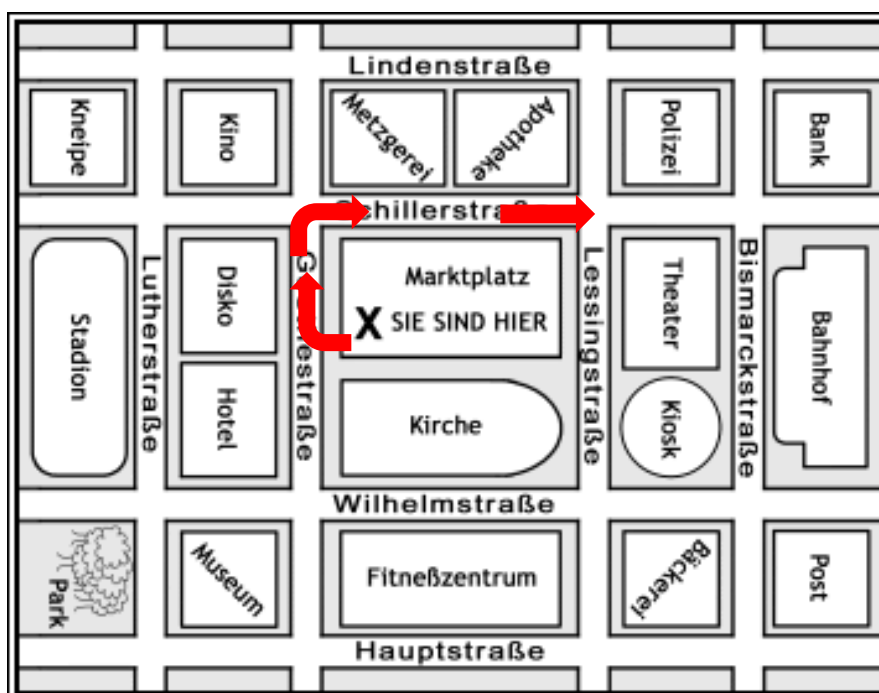 Lindenstraße
Kneipe
Kino
Metzgerei
Apotheke
Polizei
Bank
Schillerstraße
Stadion
Lutherstraße
Disko
Hotel
Marktplatz
X SIE SIND HIER
Kirche
Lessingstraße
Theater
Kiosk
Bismarckstraße
Bahnhof
Wilhelmstraße
Park
Museum
Fitneßzentrum
Bäckerei
Post
Hauptstraße